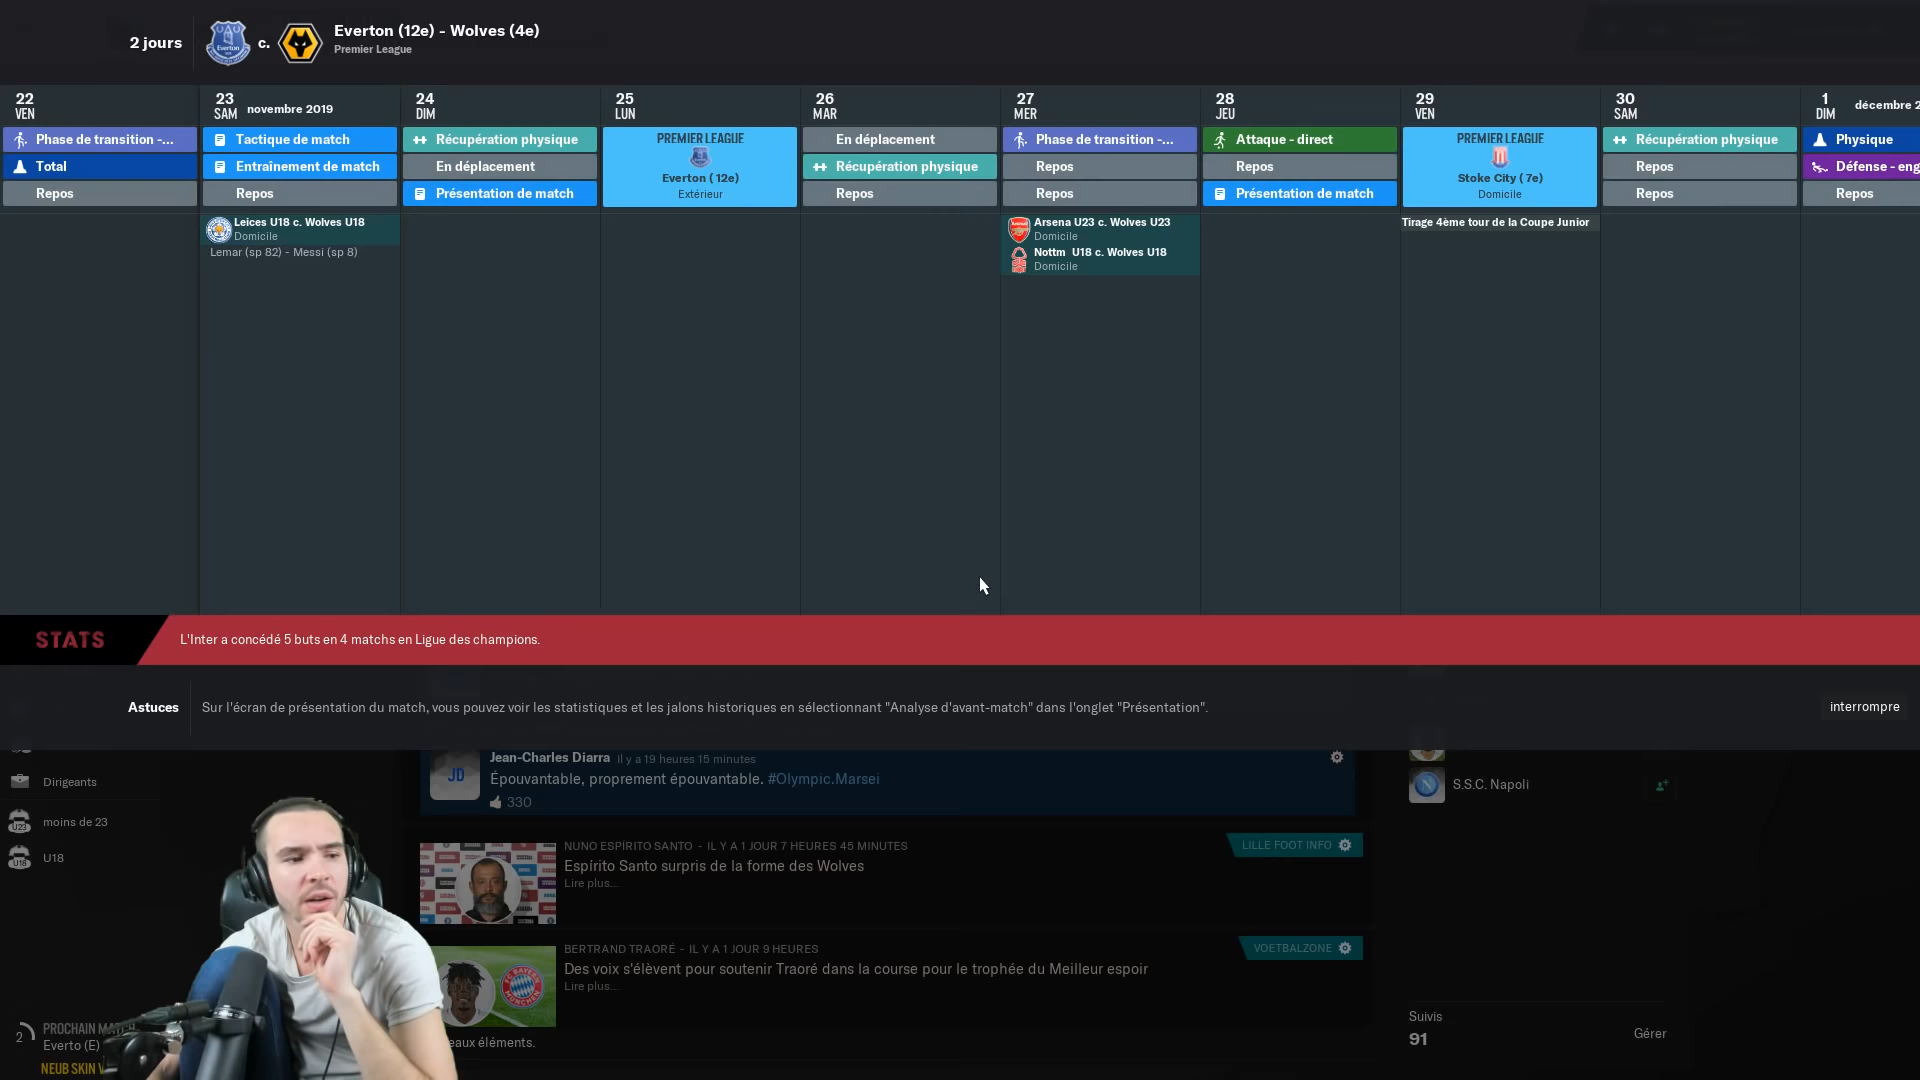 2 jours
c.
Everton (12e) - Wolves (4e)
Premier League
22
VEN
Phase de transition -...
Total
Repos
23
SAM
novembre 2019
Tactique de match
Entraînement de match
Repos
Leices U18 c. Wolves U18
Domicile
Lemar (sp 82) - Messi (sp 8)
24
DIM
Récupération physique
En déplacement
Présentation de match
25
LUN
PREMIER LEAGUE
Everton ( 12e)
Extérieur
26
MAR
En déplacement
Récupération physique
Repos
27
MER
Phase de transition -...
Repos
Repos
Arsena U23 c. Wolves U23
Domicile
Nottm U18 c. Wolves U18
Domicile
28
JEU
Attaque - direct
Repos
Présentation de match
29
VEN
PREMIER LEAGUE
Stoke City ( 7e)
Domicile
Tirage 4ème tour de la Coupe Junior
30
SAM
Récupération physique
Repos
Repos
1
DIM
décembre 2
Physique
Défense - eng
Repos
STATS
L'Inter a concédé 5 buts en 4 matchs en Ligue des champions.
Astuces
Sur l'écran de présentation du match, vous pouvez voir les statistiques et les jalons historiques en sélectionnant "Analyse d'avant-match" dans l'onglet "Présentation".
interrompre
Dirigeants
moins de 23
U18
JD
Jean-Charles Diarra il y a 19 heures 15 minutes
Épouvantable, proprement épouvantable. #Olympic.Marsei
330
NUNO ESPÍRITO SANTO - IL Y A 1 JOUR 7 HEURES 45 MINUTES
Espírito Santo surpris de la forme des Wolves
Lire plus...
LILLE FOOT INFO
BERTRAND TRAORÉ - IL Y A 1 JOUR 9 HEURES
Des voix s'élèvent pour soutenir Traoré dans la course pour le trophée du Meilleur espoir
Lire plus...
VOETBALZONE
eaux éléments.
S.S.C. Napoli
Suivis
91
Gérer
2
PROCHAIN MATCH
Everto (E)
NEUB SKIN V